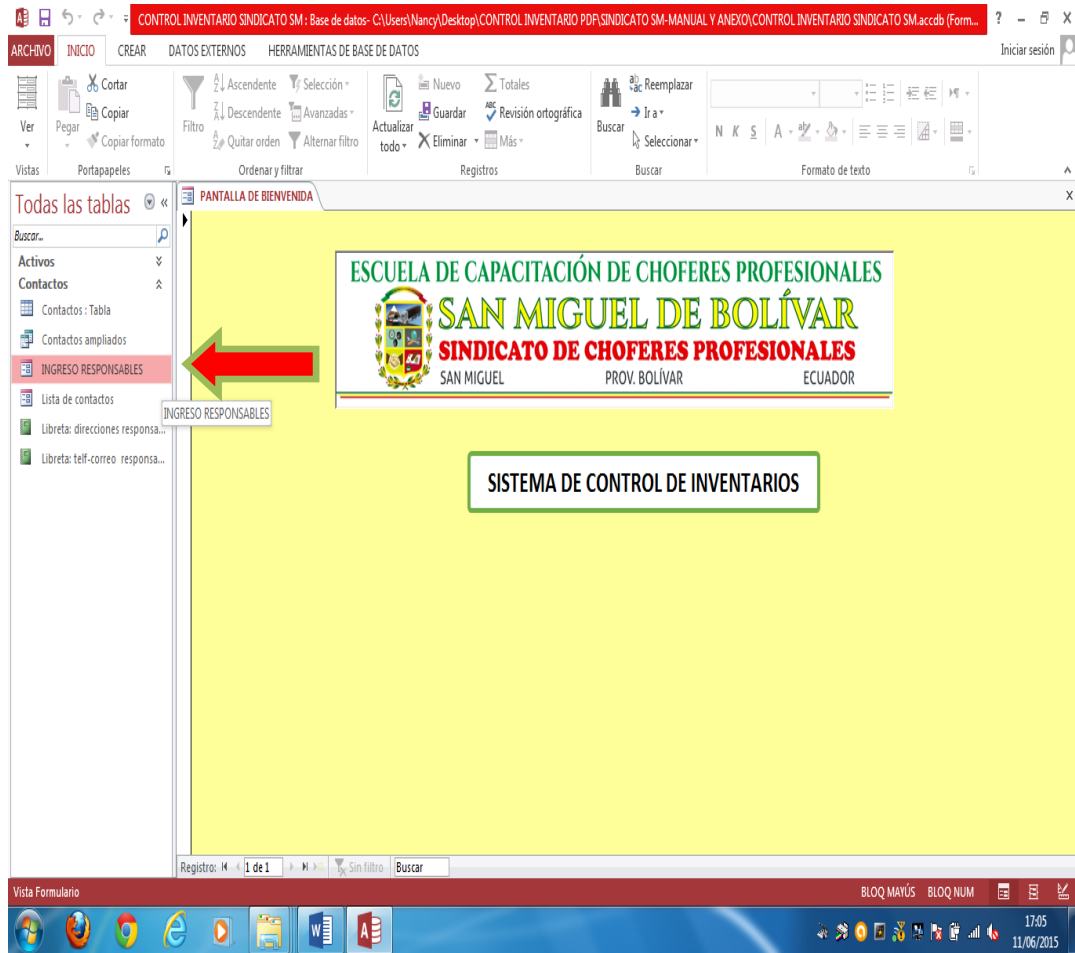 CONTROL INVENTARIO SINDICATO SM : Base de datos- C:\Users\Nancy\Desktop\CONTROL INVENTARIO PDF\SINDICATO SM-MANUAL Y ANEXO\CONTROL INVENTARIO SINDICATO SM.accdb (Form...
ARCHIVO INICIO CREAR DATOS EXTERNOS HERRAMIENTAS DE BASE DE DATOS Iniciar sesión
Ver
Vistas
Pegar
Cortar
Copiar
Copiar formato
Portapapeles
Filtro
Ascendente
Descendente
Quitar orden
Selección
Avanzadas
Alternar filtro
Ordenar y filtrar
Actualizar
todo
Nuevo
Guardar
Eliminar
Totales
Revisión ortográfica
Más
Registros
Buscar
Reemplazar
Ir a
Seleccionar
Buscar
N K S A
Formato de texto
Todas las tablas
Buscar...
Activos
Contactos
Contactos : Tabla
Contactos ampliados
INGRESO RESPONSABLES
Lista de contactos
INGRESO RESPONSABLES
Libreta: direcciones responsa...
Libreta: telf-correo responsa...
PANTALLA DE BIENVENIDA
ESCUELA DE CAPACITACIÓN DE CHOFERES PROFESIONALES
SAN MIGUEL DE BOLÍVAR
SINDICATO DE CHOFERES PROFESIONALES
SAN MIGUEL PROV. BOLÍVAR ECUADOR
SISTEMA DE CONTROL DE INVENTARIOS
Registro: 1 de 1 Sin filtro Buscar
Vista Formulario BLOQ MAYÚS BLOQ NUM
17:05
11/06/2015